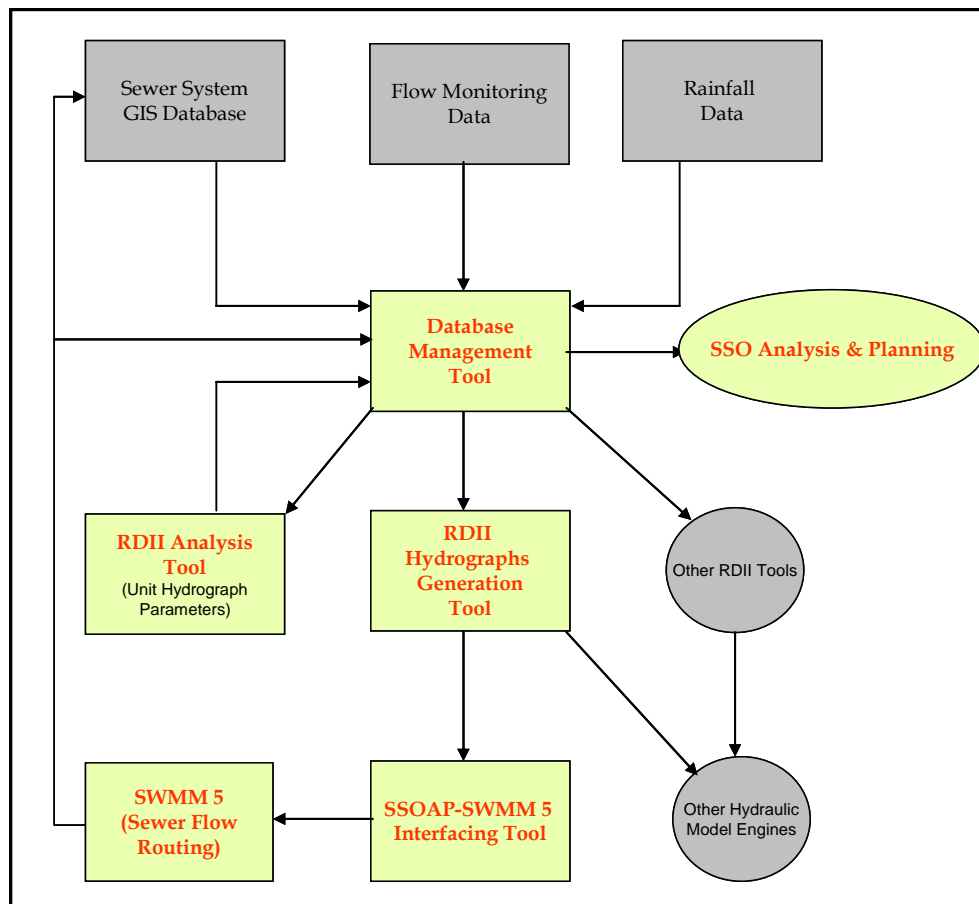 Sewer System
GIS Database
Flow Monitoring
Data
Rainfall
Data
Database
Management
Tool
SSO Analysis & Planning
RDII Analysis
Tool
(Unit Hydrograph
Parameters)
RDII
Hydrographs
Generation
Tool
Other RDII Tools
SWMM 5
(Sewer Flow
Routing)
SSOAP-SWMM 5
Interfacing Tool
Other Hydraulic
Model Engines